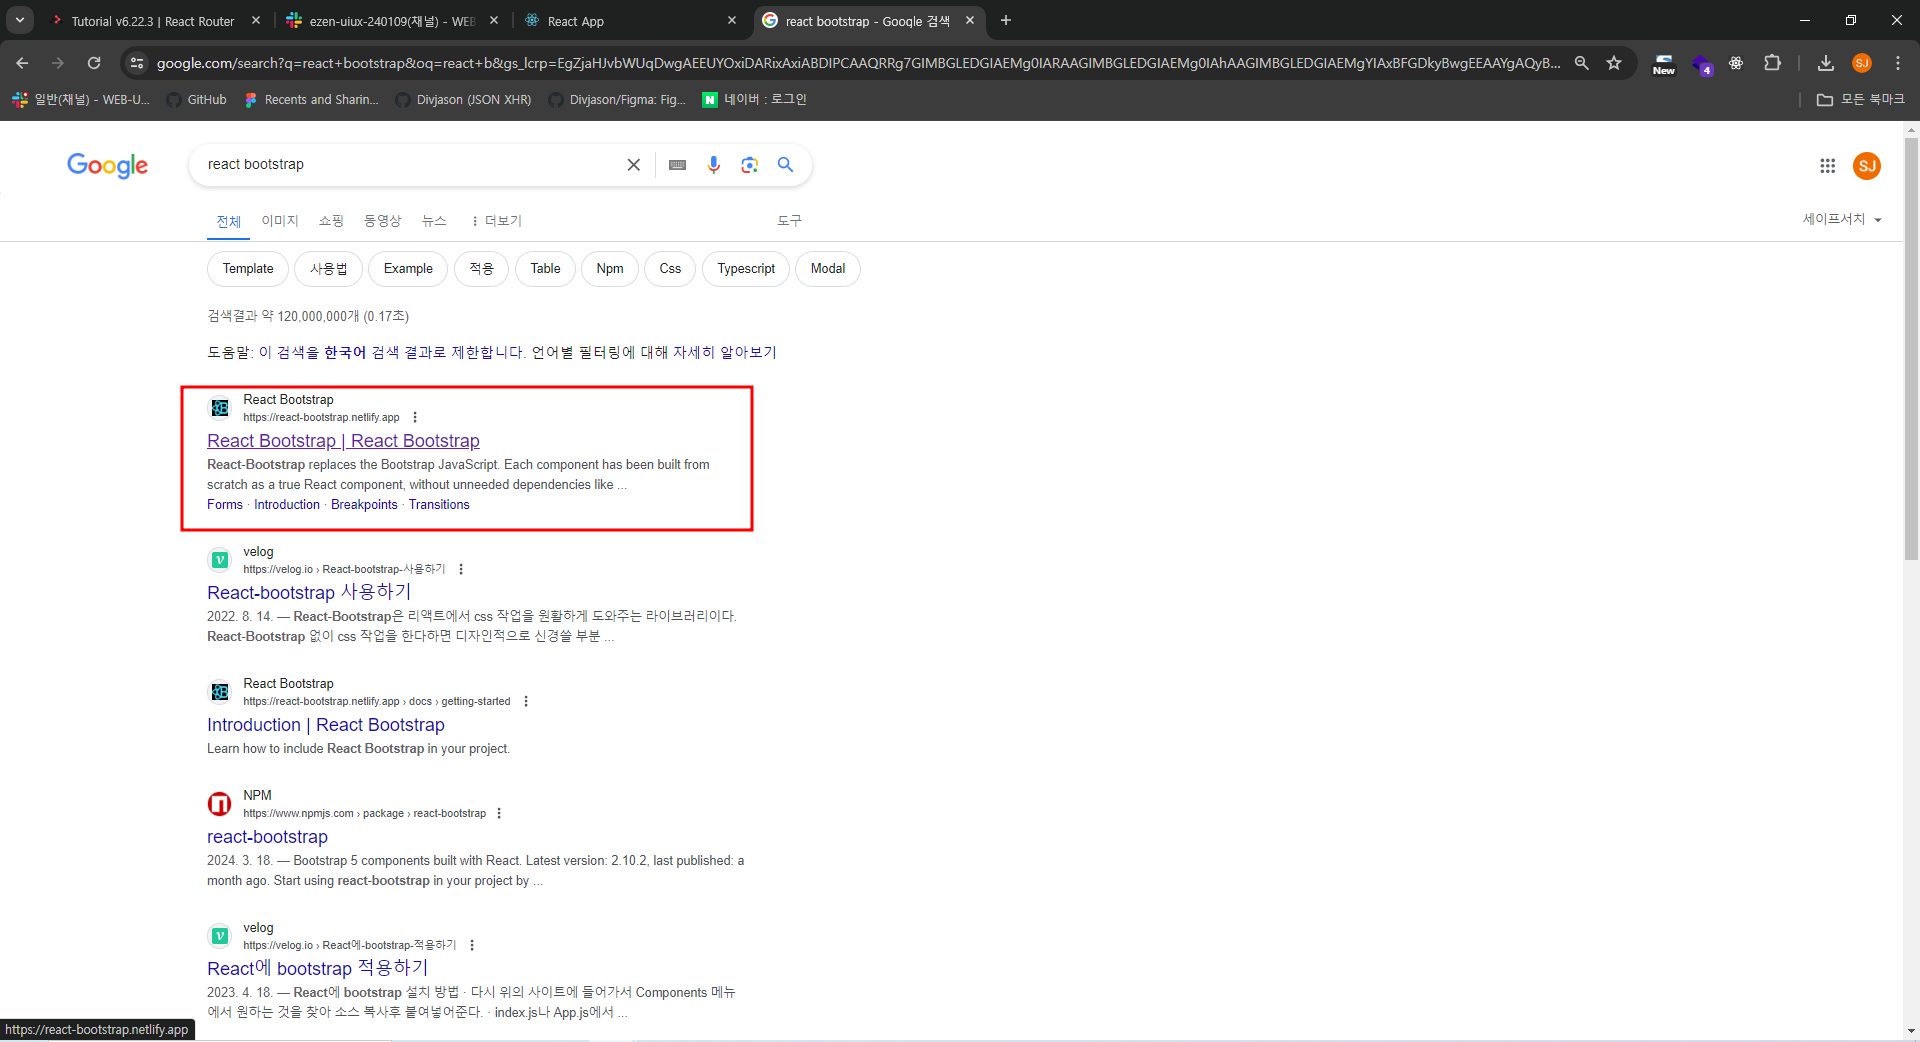 Tutorial v6.22.3 | React Router
ezen-uiux-240109(채널) - WEB
React App
react bootstrap - Google 검색
google.com/search?q=react+bootstrap&oq=react+b&gs_lcrp=EgZjaHJvbWUqDwgAEEUYOxiDARixAxiABDIPCAAQRRg7GIMBGLEDGIAEMg0IARAAGIMBGLEDGIAEMg0IAhAAGIMBGLEDGIAEMgYIAxBFGDkyBwgEEAAYgAQyB...
New
4
SJ
일반(채널) - WEB-U...
GitHub
Recents and Sharin...
Divjason (JSON XHR)
Divjason/Figma: Fig...
N 네이버 : 로그인
모든 북마크
Google
react bootstrap
SJ
전체
이미지
쇼핑
동영상
뉴스
더보기
도구
세이프서치
Template
사용법
Example
적용
Table
Npm
Css
Typescript
Modal
검색결과 약 120,000,000개 (0.17초)
도움말: 이 검색을 한국어 검색 결과로 제한합니다. 언어별 필터링에 대해 자세히 알아보기
React Bootstrap
https://react-bootstrap.netlify.app
React Bootstrap | React Bootstrap
React-Bootstrap replaces the Bootstrap JavaScript. Each component has been built from
scratch as a true React component, without unneeded dependencies like ...
Forms · Introduction · Breakpoints · Transitions
velog
https://velog.io › React-bootstrap-사용하기
React-bootstrap 사용하기
2022. 8. 14. — React-Bootstrap은 리액트에서 css 작업을 원활하게 도와주는 라이브러리이다.
React-Bootstrap 없이 css 작업을 한다하면 디자인적으로 신경쓸 부분 ...
React Bootstrap
https://react-bootstrap.netlify.app › docs › getting-started
Introduction | React Bootstrap
Learn how to include React Bootstrap in your project.
NPM
https://www.npmjs.com › package › react-bootstrap
react-bootstrap
2024. 3. 18. — Bootstrap 5 components built with React. Latest version: 2.10.2, last published: a
month ago. Start using react-bootstrap in your project by ...
velog
https://velog.io › React에-bootstrap-적용하기
React에 bootstrap 적용하기
2023. 4. 18. — React에 bootstrap 설치 방법 · 다시 위의 사이트에 들어가서 Components 메뉴
에서 원하는 것을 찾아 소스 복사후 붙여넣어준다. · index.js나 App.js에서 ...
https://react-bootstrap.netlify.app